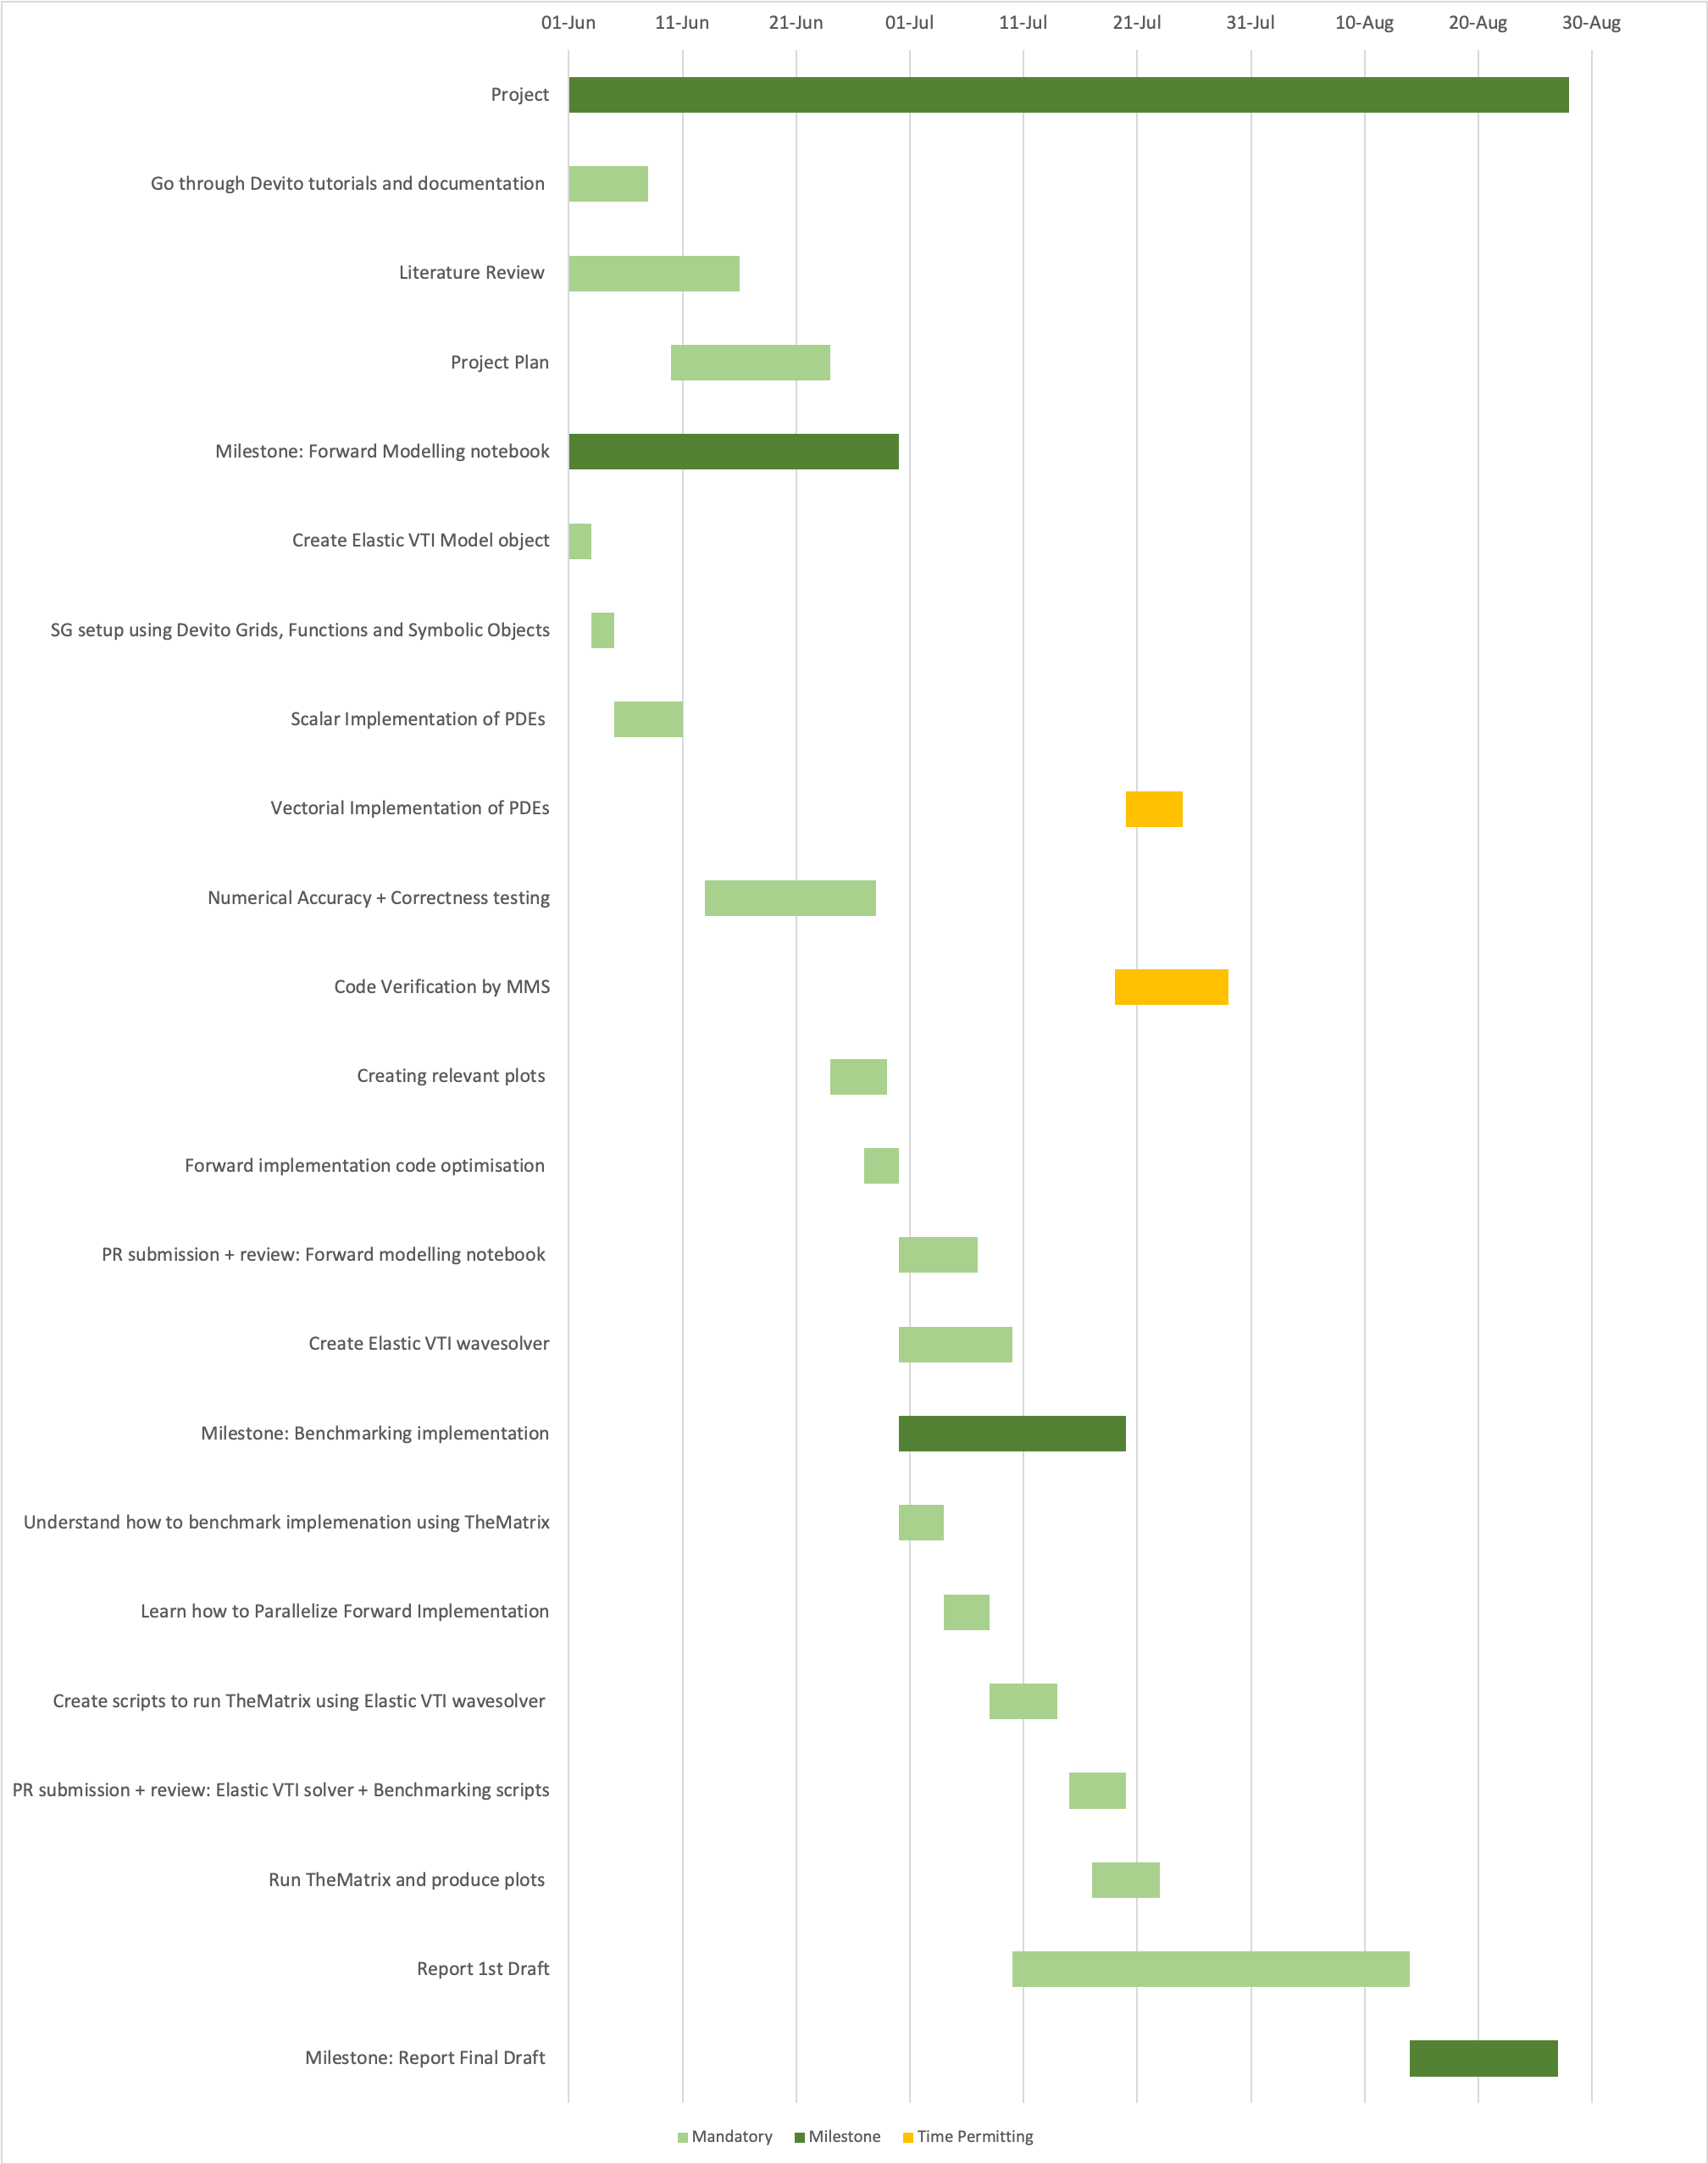 01-Jun 11-Jun 21-Jun 01-Jul 11-Jul 21-Jul 31-Jul 10-Aug 20-Aug 30-Aug
Project
Go through Devito tutorials and documentation
Literature Review
Project Plan
Milestone: Forward Modelling notebook
Create Elastic VTI Model object
SG setup using Devito Grids, Functions and Symbolic Objects
Scalar Implementation of PDEs
Vectorial Implementation of PDEs
Numerical Accuracy + Correctness testing
Code Verification by MMS
Creating relevant plots
Forward implementation code optimisation
PR submission + review: Forward modelling notebook
Create Elastic VTI wavesolver
Milestone: Benchmarking implementation
Understand how to benchmark implemenation using TheMatrix
Learn how to Parallelize Forward Implementation
Create scripts to run TheMatrix using Elastic VTI wavesolver
PR submission + review: Elastic VTI solver + Benchmarking scripts
Run TheMatrix and produce plots
Report 1st Draft
Milestone: Report Final Draft
Mandatory Milestone Time Permitting